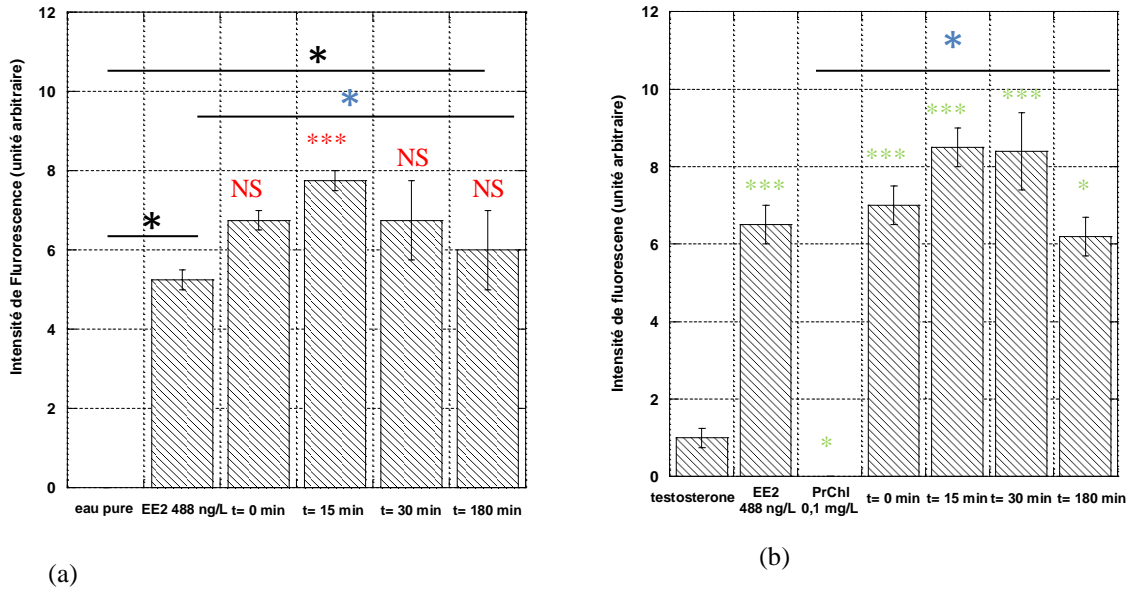 Intensité de Flurorescence (unité arbitraire)
12
10
8
6
4
2
0
*
*
***
NS
NS
NS
*
eau pure
EE2 488 ng/L
t= 0 min
t= 15 min
t= 30 min
t= 180 min
(a)
Intensité de fluorescene (unité arbitraire)
12
10
8
6
4
2
0
*
***
***
***
***
*
*
testosterone
EE2
488 ng/L
PrChl
0,1 mg/L
t= 0 min
t= 15 min
t= 30 min
t= 180 min
(b)